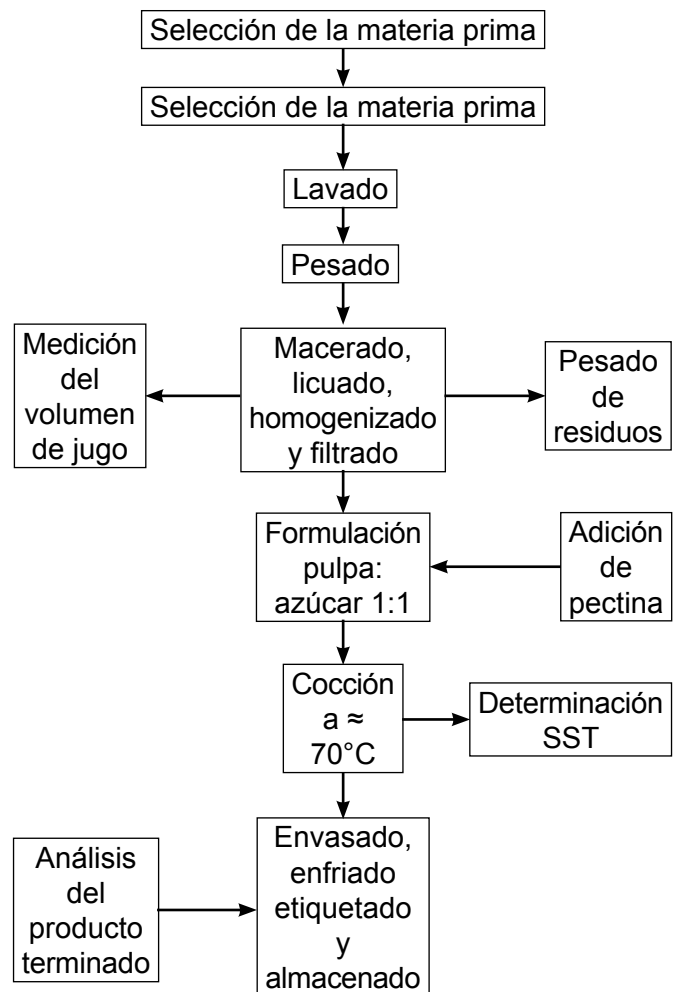 Selección de la materia prima
Selección de la materia prima
Lavado
Pesado
Medición
del
volumen
de jugo
Macerado,
licuado,
homogenizado
y filtrado
Pesado
de
residuos
Formulación
pulpa:
azúcar 1:1
Adición
de
pectina
Cocción
a ≈
70°C
Determinación
SST
Análisis
del
producto
terminado
Envasado,
enfriado
etiquetado
y
almacenado